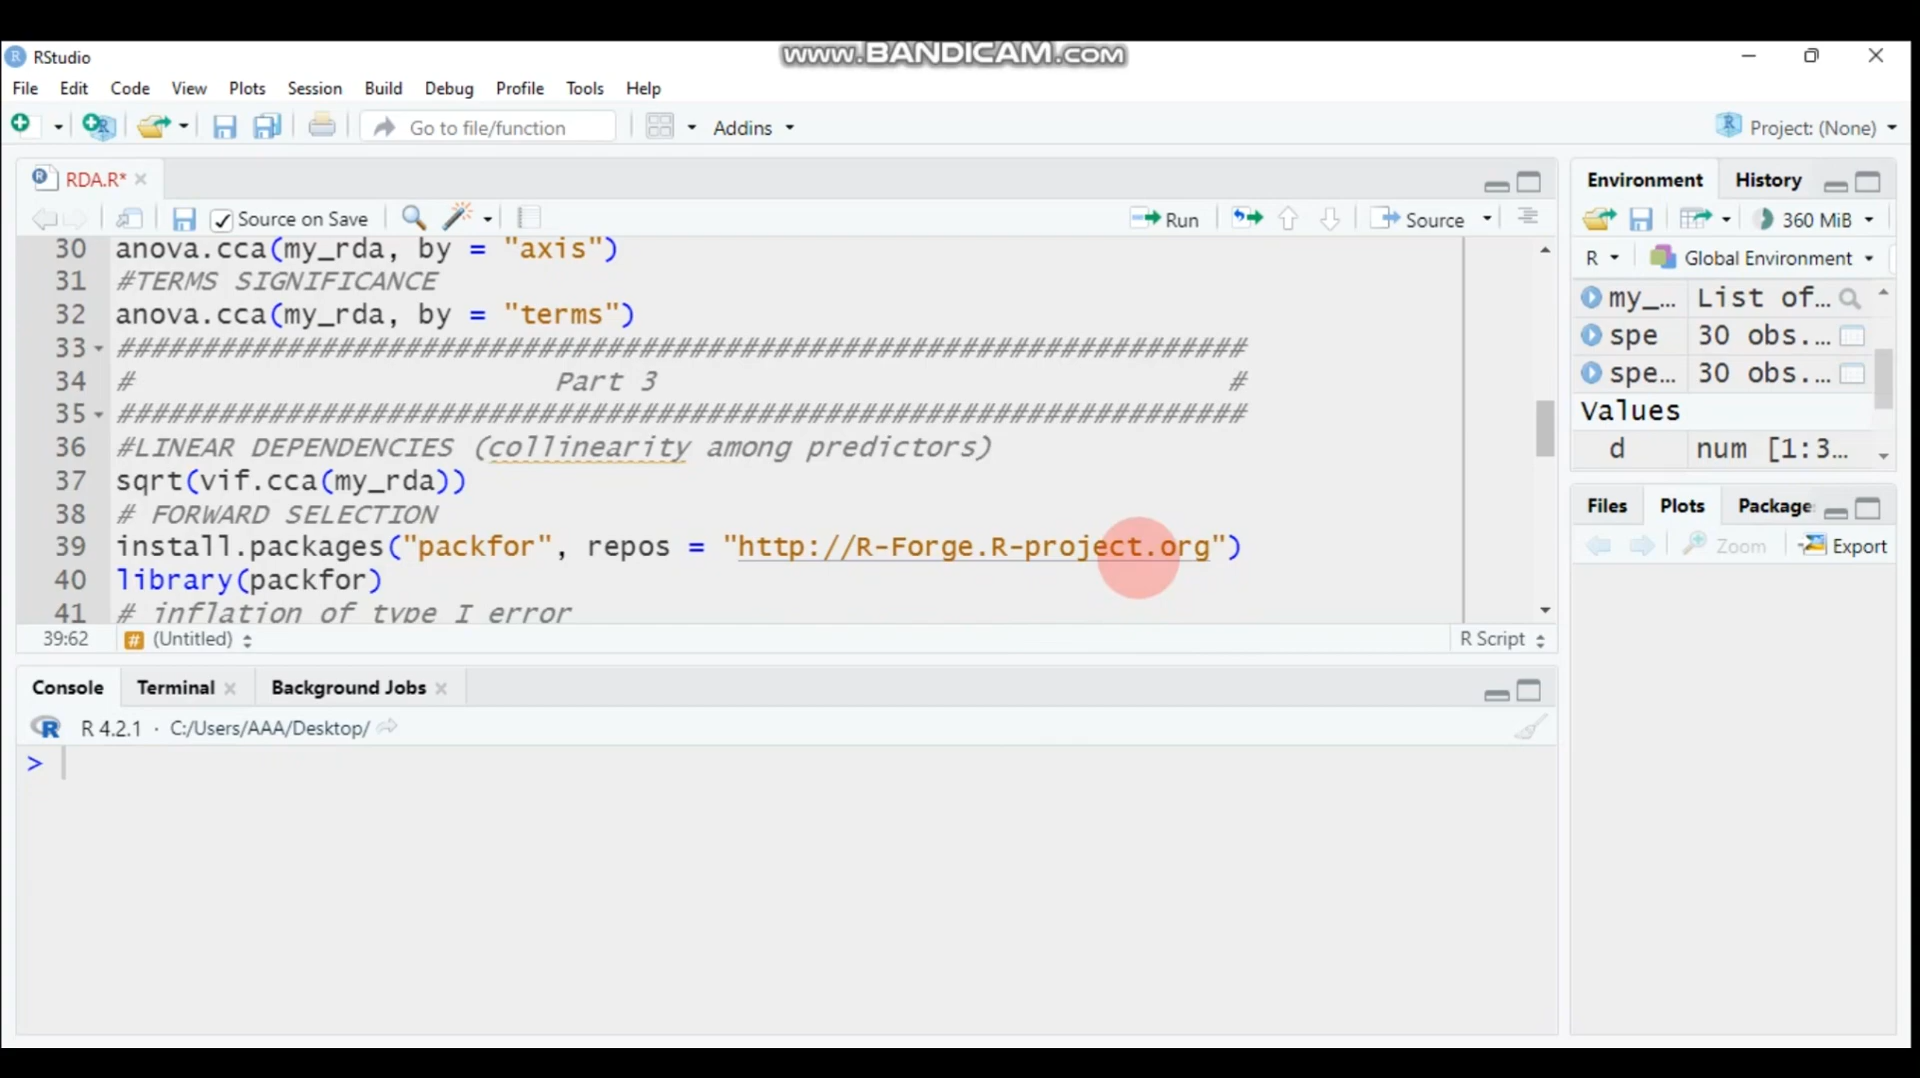 www.BANDICAM.com
RStudio
File Edit Code View Plots Session Build Debug Profile Tools Help
Go to file/function Addins Project: (None)
RDA.R*
Source on Save Run Source
30 anova.cca(my_rda, by = "axis")
31 #TERMS SIGNIFICANCE
32 anova.cca(my_rda, by = "terms")
33 ###################################################################
34 # Part 3 #
35 ###################################################################
36 #LINEAR DEPENDENCIES (collinearity among predictors)
37 sqrt(vif.cca(my_rda))
38 # FORWARD SELECTION
39 install.packages("packfor", repos = "http://R-Forge.R-project.org")
40 library(packfor)
41 # inflation of type I error
39:62 # (Untitled) R Script
Console Terminal Background Jobs
R 4.2.1 · C:/Users/AAA/Desktop/
>
Environment History
360 MiB
R Global Environment
my_... List of...
spe 30 obs....
spe... 30 obs....
Values
d num [1:3...
Files Plots Package
Zoom Export